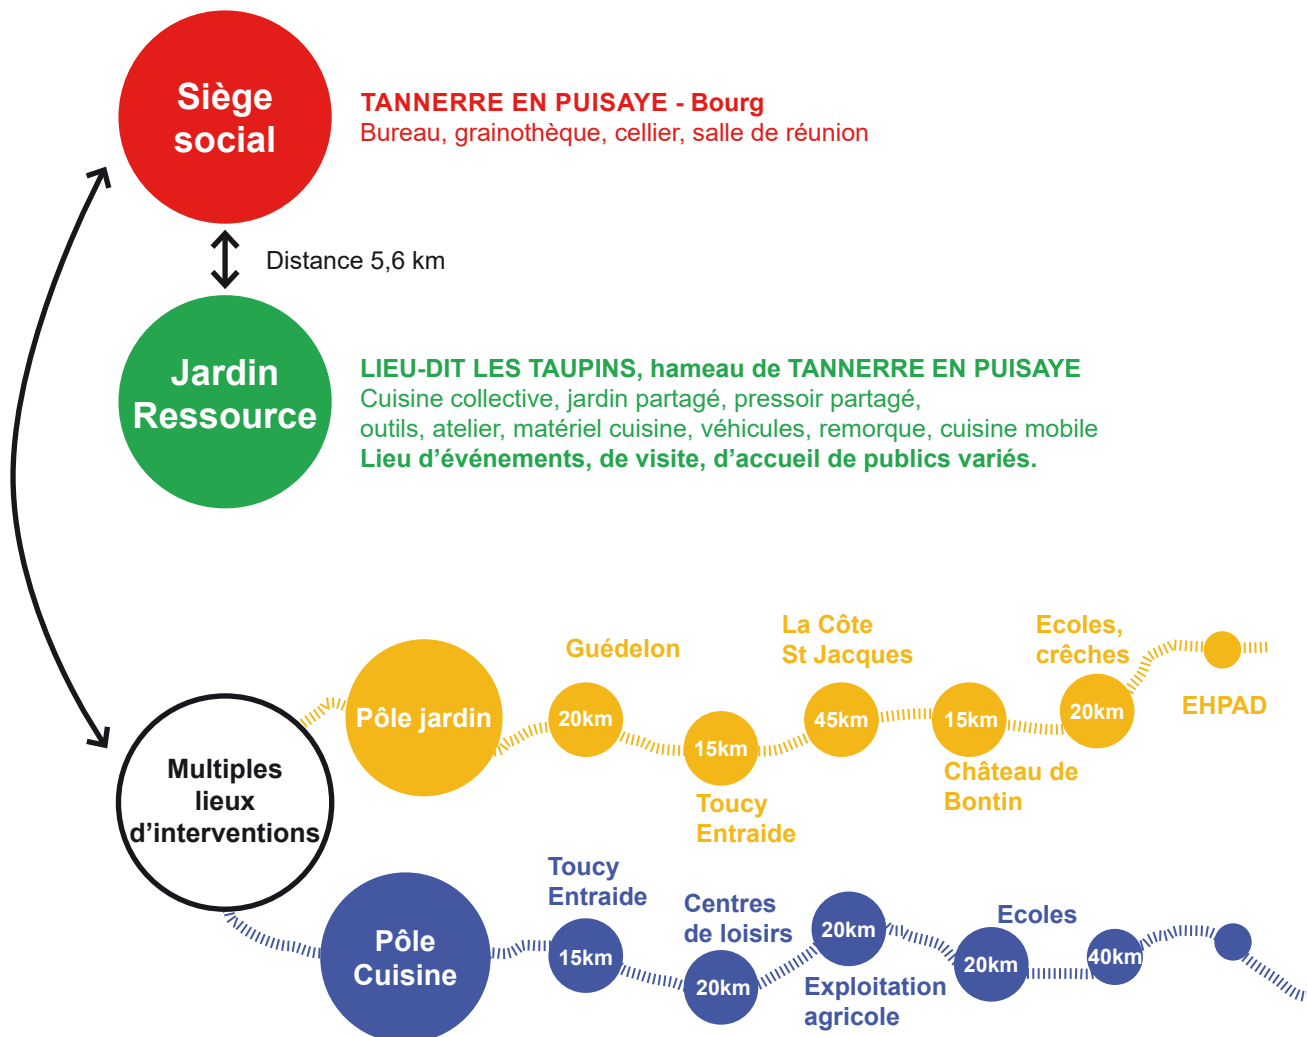 Siège
social
TANNERRE EN PUISAYE - Bourg
Bureau, grainothèque, cellier, salle de réunion
Distance 5,6 km
Jardin
Ressource
LIEU-DIT LES TAUPINS, hameau de TANNERRE EN PUISAYE
Cuisine collective, jardin partagé, pressoir partagé,
outils, atelier, matériel cuisine, véhicules, remorque, cuisine mobile
Lieu d’événements, de visite, d’accueil de publics variés.
Multiples
lieux
d’interventions
Pôle jardin
Guédelon
20km
15km
Toucy
Entraide
La Côte
St Jacques
45km
15km
Château de
Bontin
Ecoles,
crêches
20km
EHPAD
Pôle
Cuisine
Toucy
Entraide
15km
Centres
de loisirs
20km
20km
Exploitation
agricole
Ecoles
20km
40km